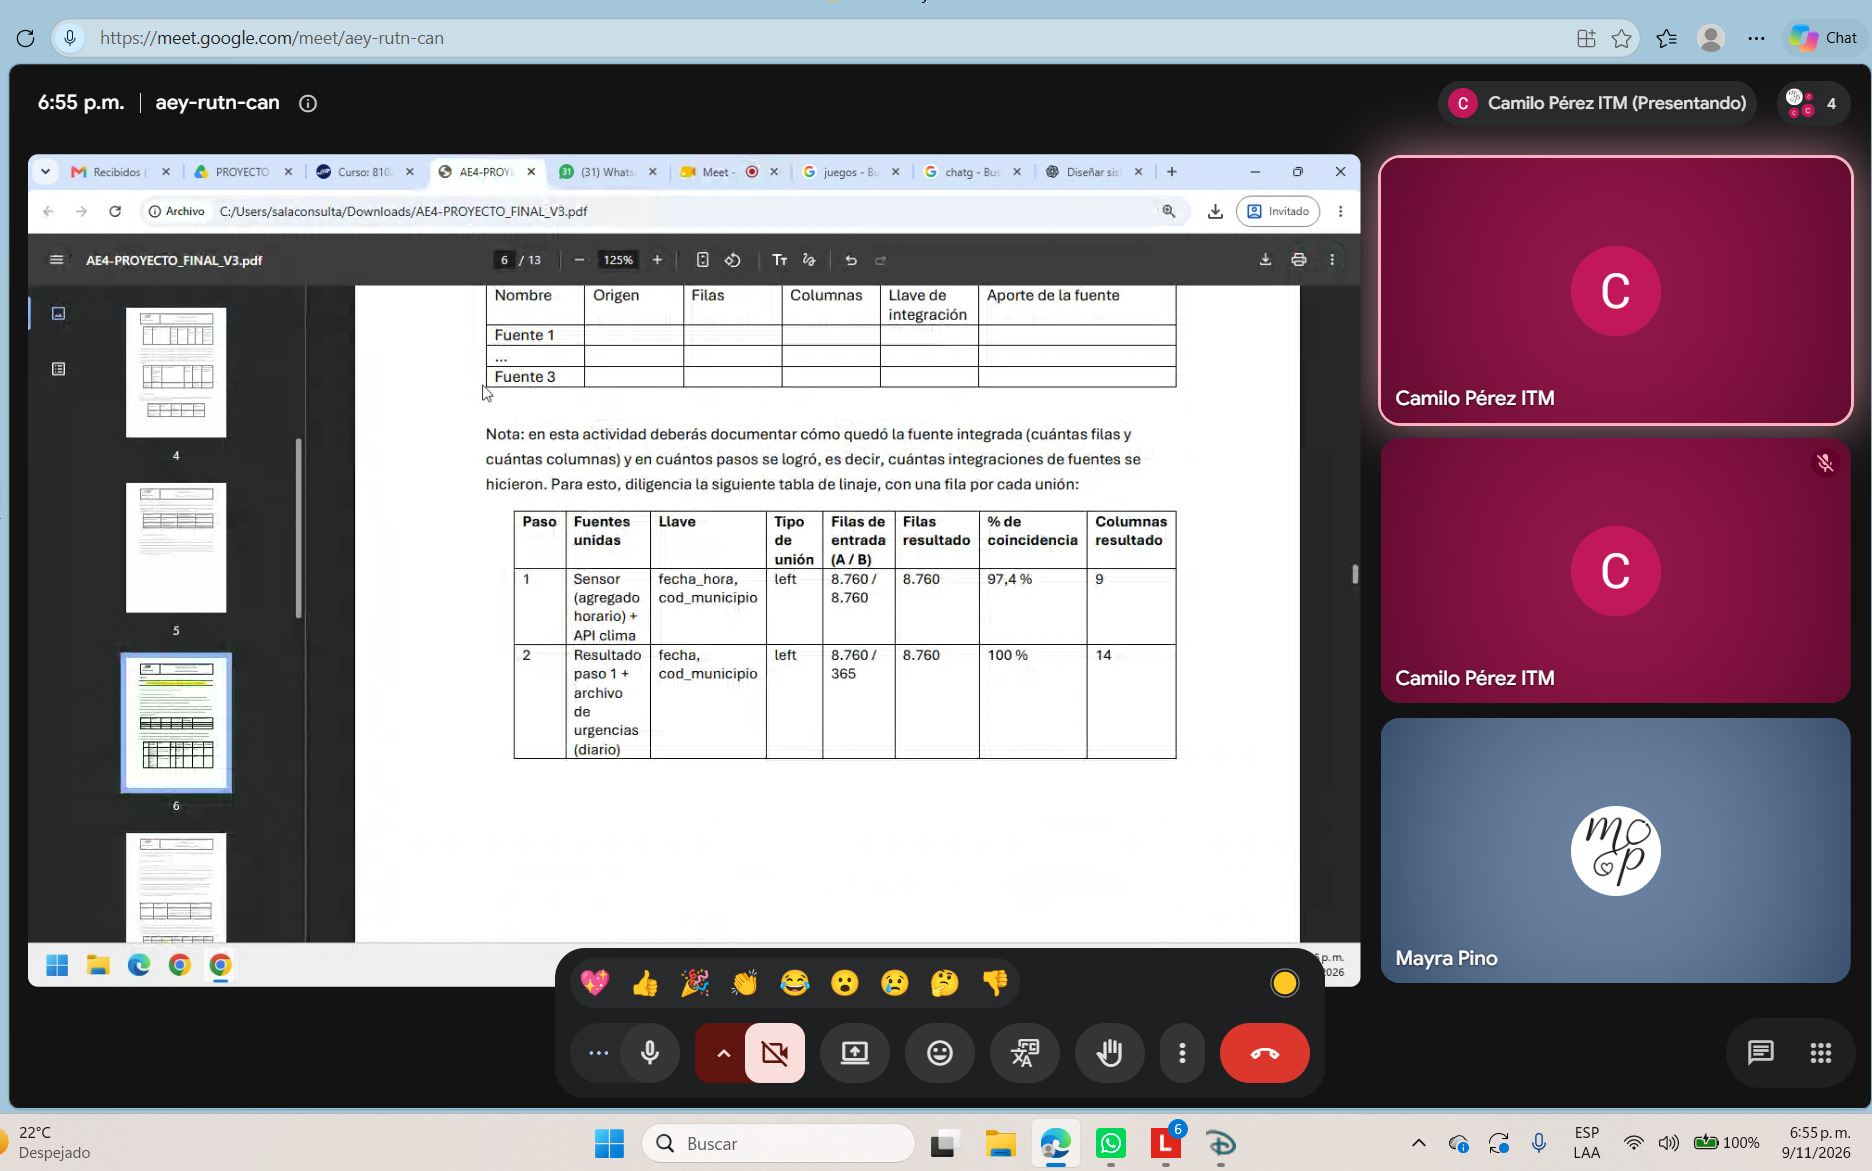 https://meet.google.com/meet/aey-rutn-can
Chat
6:55 p.m.
aey-rutn-can
C
Camilo Pérez ITM (Presentando)
4
Recibidos
PROYECTO
Curso: 810
AE4-PROY
(31) Whats
Meet -
juegos - Bu
chatg - Bus
Diseñar sis
Archivo
C:/Users/salaconsulta/Downloads/AE4-PROYECTO_FINAL_V3.pdf
Invitado
AE4-PROYECTO_FINAL_V3.pdf
6 / 13
125%
4
5
6
Nombre
Origen
Filas
Columnas
Llave de
integración
Aporte de la fuente
Fuente 1
...
Fuente 3
Nota: en esta actividad deberás documentar cómo quedó la fuente integrada (cuántas filas y
cuántas columnas) y en cuántos pasos se logró, es decir, cuántas integraciones de fuentes se
hicieron. Para esto, diligencia la siguiente tabla de linaje, con una fila por cada unión:
Paso
Fuentes
unidas
Llave
Tipo
de
unión
Filas de
entrada
(A / B)
Filas
resultado
% de
coincidencia
Columnas
resultado
1
Sensor
(agregado
horario) +
API clima
fecha_hora,
cod_municipio
left
8.760 /
8.760
8.760
97,4 %
9
2
Resultado
paso 1 +
archivo
de
urgencias
(diario)
fecha,
cod_municipio
left
8.760 /
365
8.760
100 %
14
p.m.
C
Camilo Pérez ITM
C
Camilo Pérez ITM
mp
Mayra Pino
22°C
Despejado
Buscar
L
6
ESP
LAA
100%
6:55 p.m.
9/11/2026